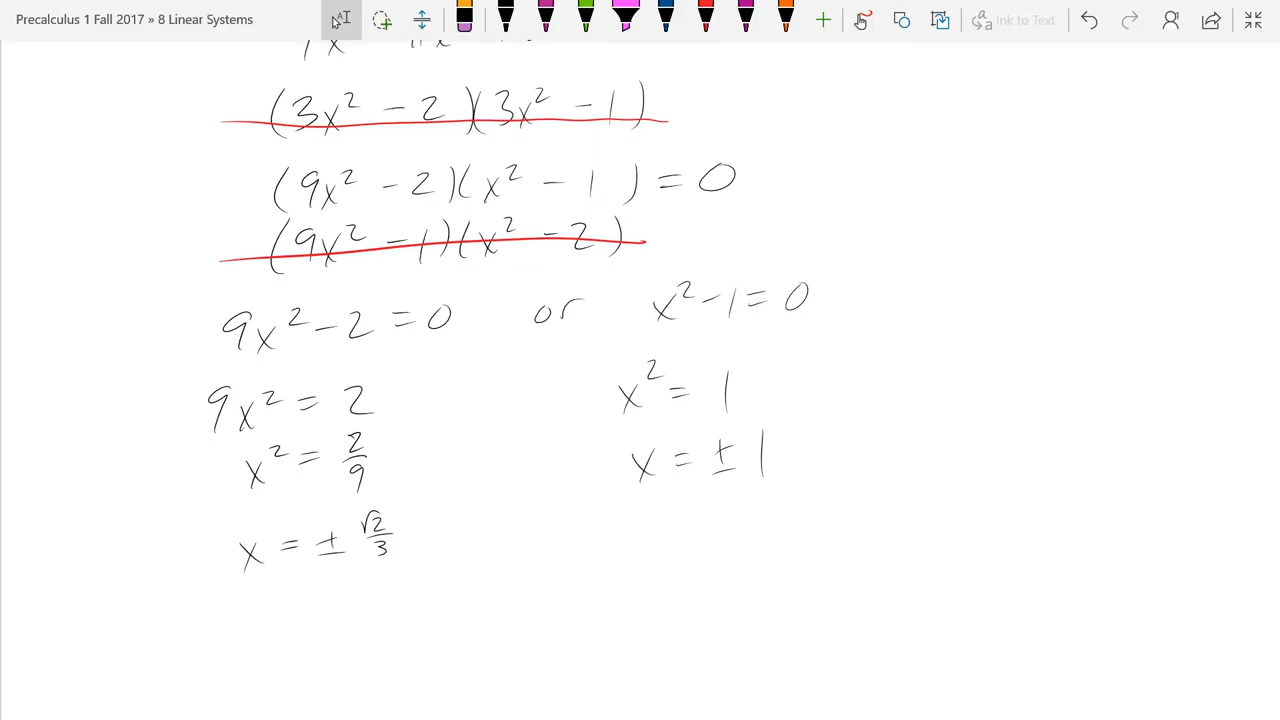 Precalculus 1 Fall 2017 » 8 Linear Systems
Ink to Text
(3x² - 2)(3x² - 1)
(9x² - 2)(x² - 1) = 0
(9x² - 1)(x² - 2)
9x² - 2 = 0 or x² - 1 = 0
9x² = 2 x² = 1
x² = 2/9 x = ± 1
x = ± √2/3